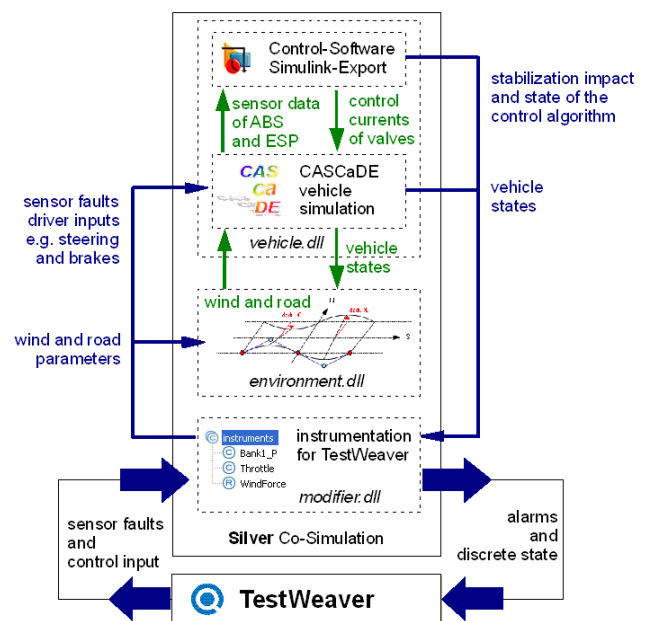 Control-Software
Simulink-Export
sensor data
of ABS
and ESP
control
currents
of valves
stabilization impact
and state of the
control algorithm
CAS
Ca
DE
CASCaDE
vehicle
simulation
vehicle.dll
vehicle
states
sensor faults
driver inputs
e.g. steering
and brakes
vehicle
states
wind and road
wind and road
parameters
u
s
environment.dll
instruments
Bank1_P
Throttle
WindForce
instrumentation
for TestWeaver
modifier.dll
sensor faults
and
control input
alarms
and
discrete state
Silver Co-Simulation
TestWeaver